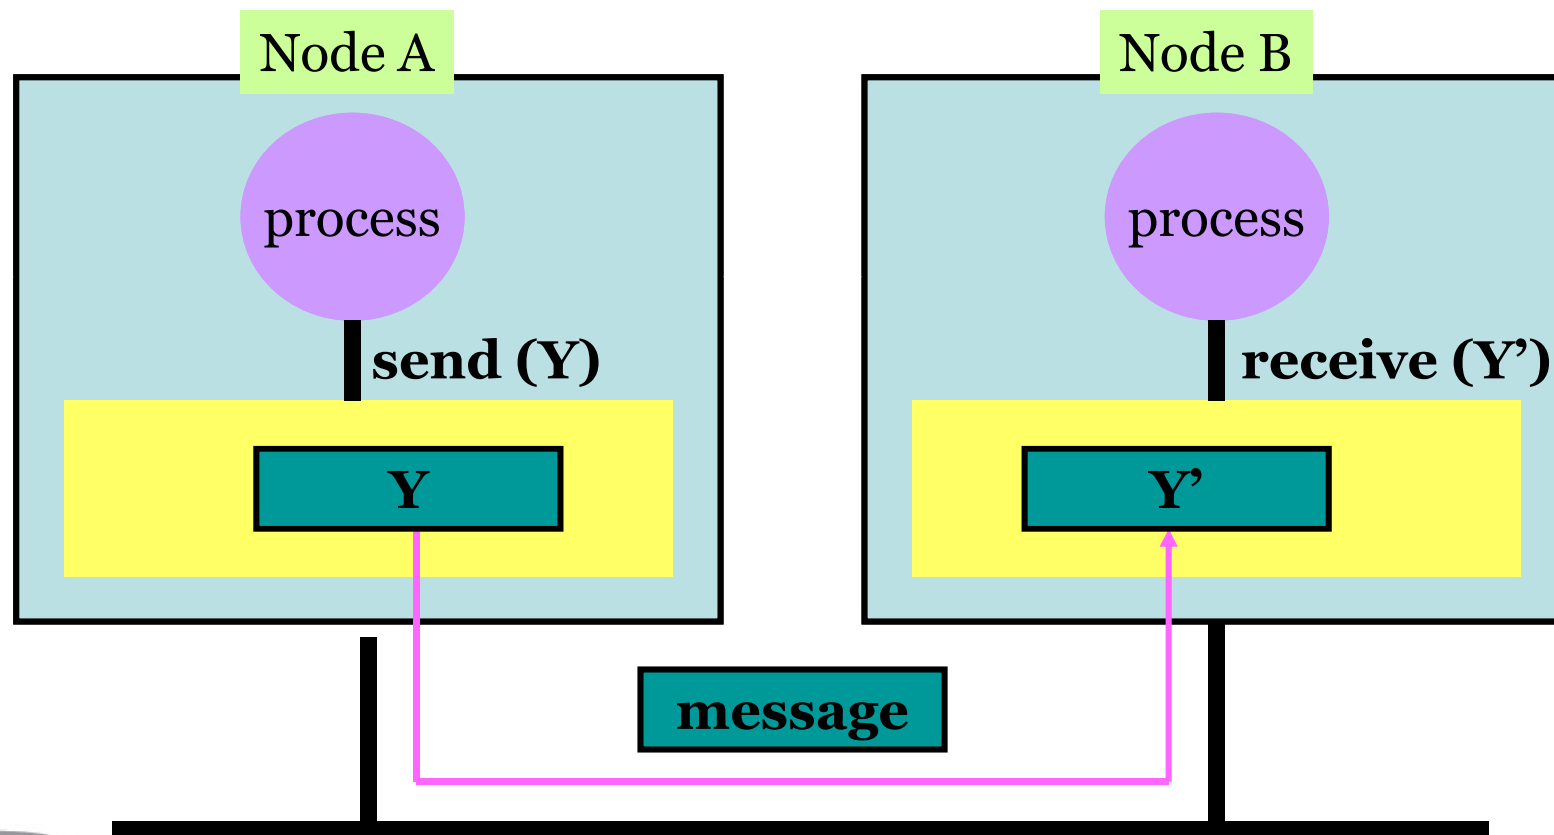 Node A
Node B
process
process
send (Y)
receive (Y’)
Y
Y’
message